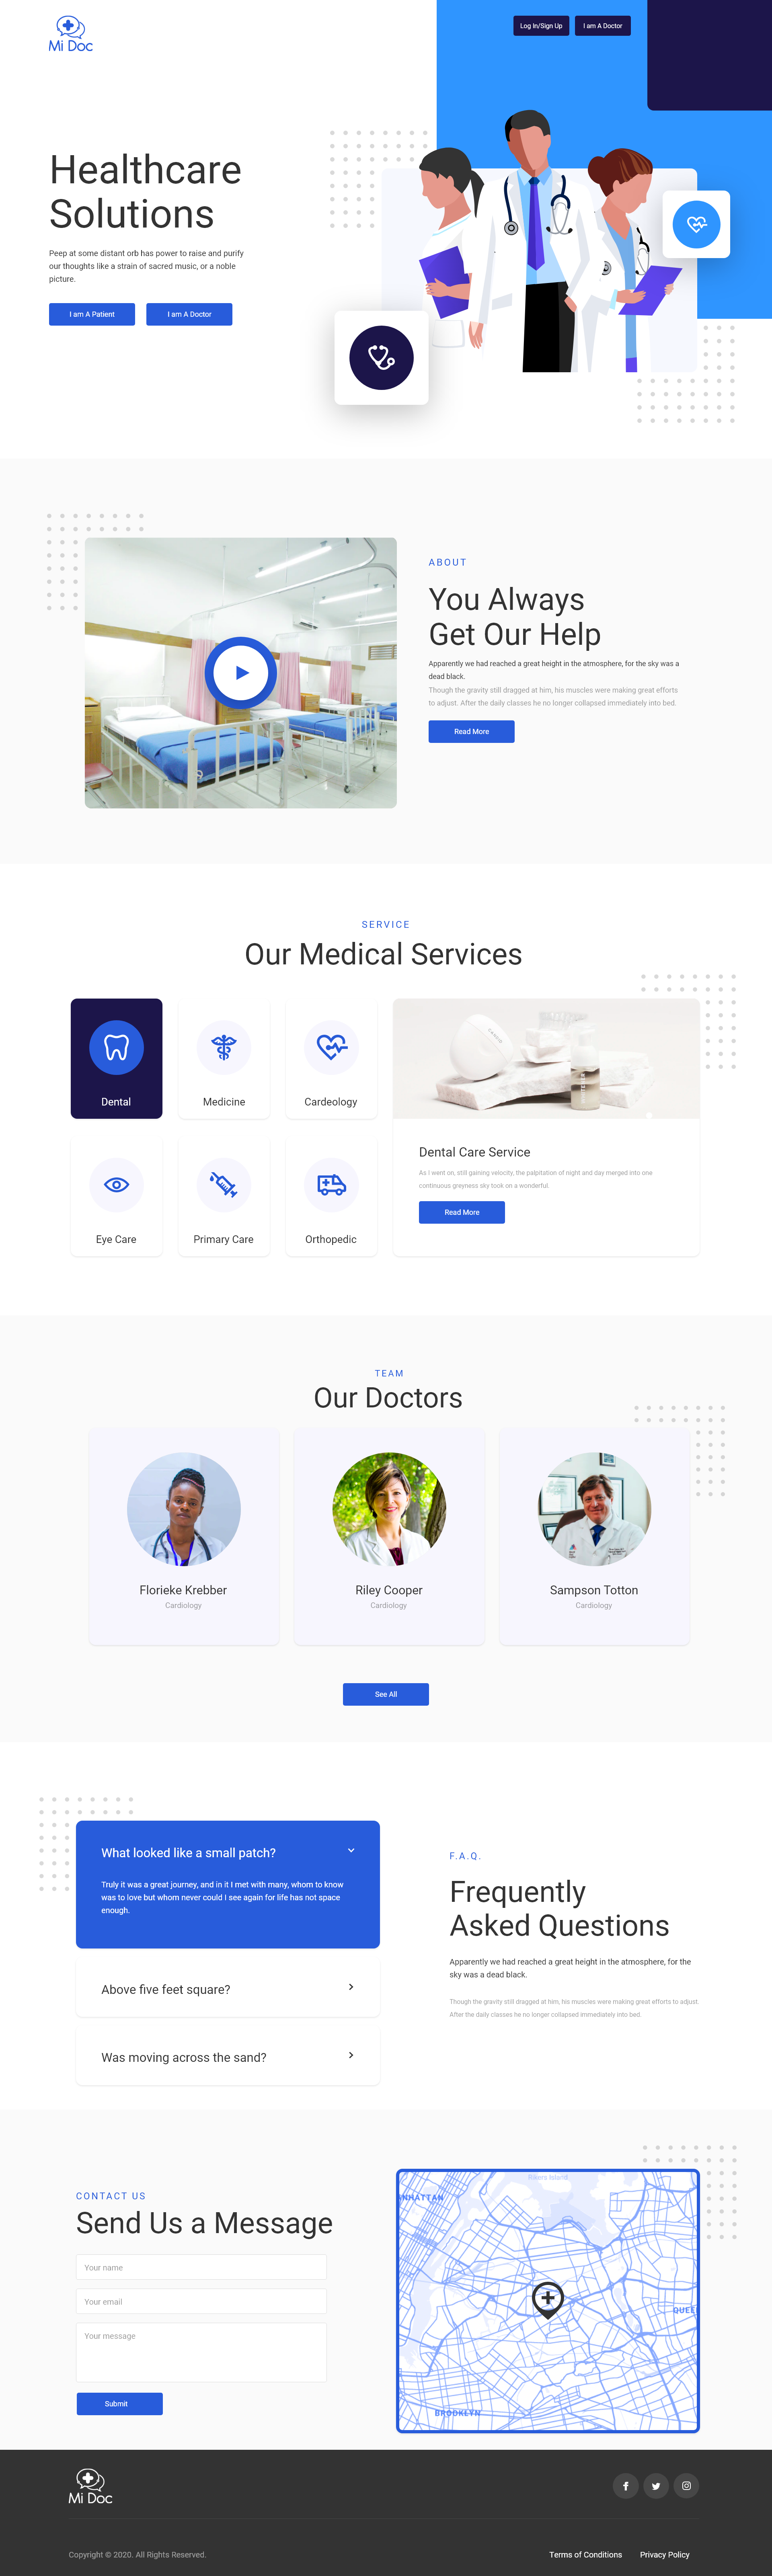 Mi Doc
Log In/Sign Up
I am A Doctor
Healthcare
Solutions
Peep at some distant orb has power to raise and purify
our thoughts like a strain of sacred music, or a noble
picture.
I am A Patient
I am A Doctor
ABOUT
You Always
Get Our Help
Apparently we had reached a great height in the atmosphere, for the sky was a
dead black.
Though the gravity still dragged at him, his muscles were making great efforts
to adjust. After the daily classes he no longer collapsed immediately into bed.
Read More
SERVICE
Our Medical Services
Dental
Medicine
Cardeology
Eye Care
Primary Care
Orthopedic
Dental Care Service
As I went on, still gaining velocity, the palpitation of night and day merged into one
continuous greyness sky took on a wonderful.
Read More
TEAM
Our Doctors
Florieke Krebber
Cardiology
Riley Cooper
Cardiology
Sampson Totton
Cardiology
See All
What looked like a small patch?
Truly it was a great journey, and in it I met with many, whom to know
was to love but whom never could I see again for life has not space
enough.
Above five feet square?
Was moving across the sand?
F.A.Q.
Frequently
Asked Questions
Apparently we had reached a great height in the atmosphere, for the
sky was a dead black.
Though the gravity still dragged at him, his muscles were making great efforts to adjust.
After the daily classes he no longer collapsed immediately into bed.
CONTACT US
Send Us a Message
Your name
Your email
Your message
Submit
Rikers Island
NHATTAN
QUEE
BROOKLYN
Mi Doc
Copyright © 2020. All Rights Reserved.
Terms of Conditions
Privacy Policy